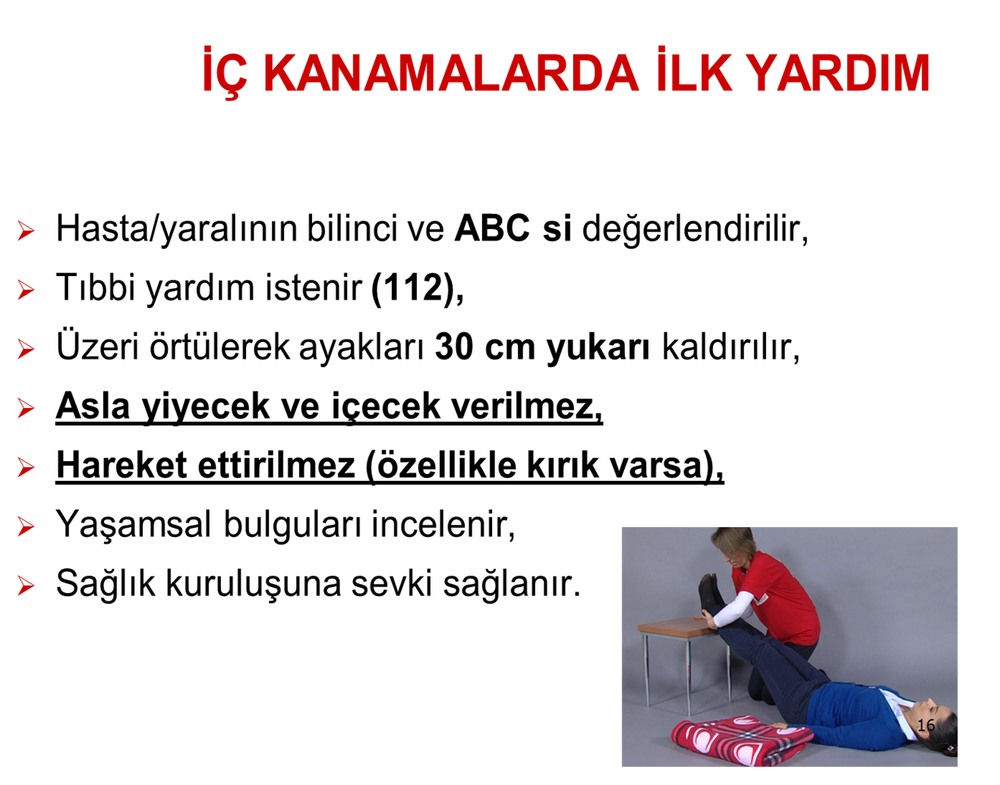 İÇ KANAMALARDA İLK YARDIM
Hasta/yaralının bilinci ve ABC si değerlendirilir,
Tıbbi yardım istenir (112),
Üzeri örtülerek ayakları 30 cm yukarı kaldırılır,
Asla yiyecek ve içecek verilmez,
Hareket ettirilmez (özellikle kırık varsa),
Yaşamsal bulguları incelenir,
Sağlık kuruluşuna sevki sağlanır.
16